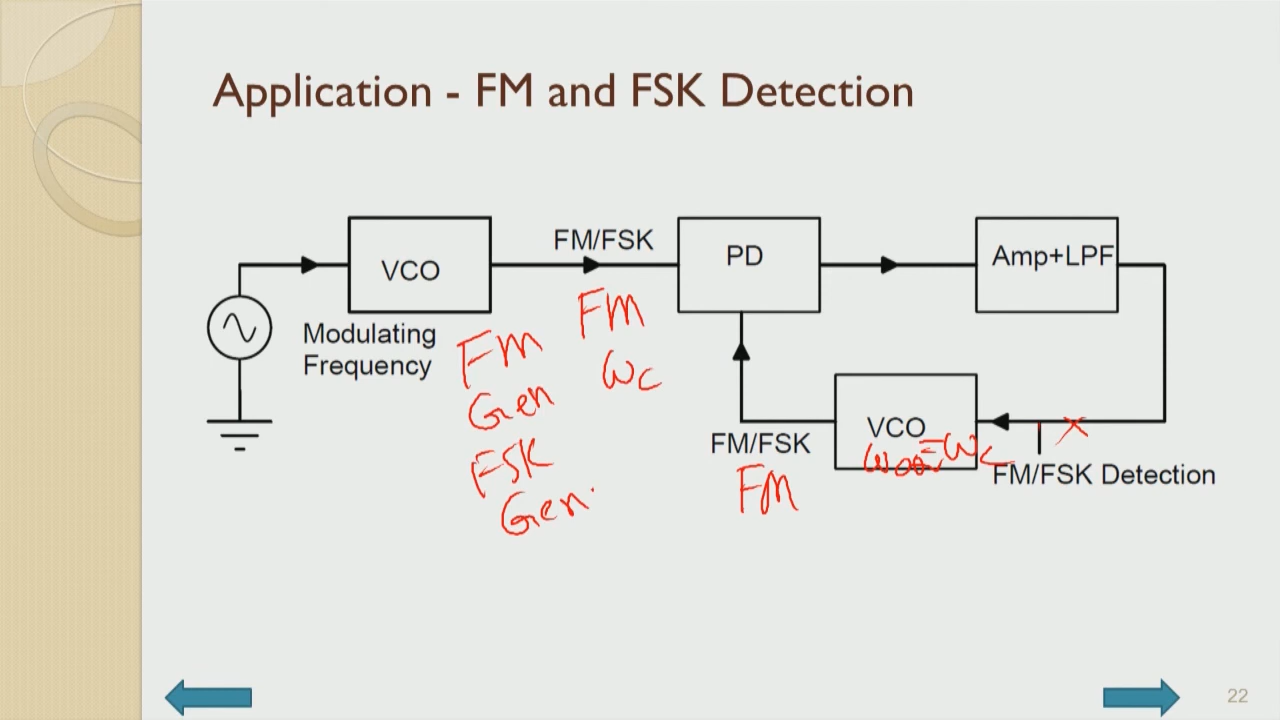 Application - FM and FSK Detection
FM/FSK
VCO
PD
Amp+LPF
Modulating
Frequency
FM
Gen
FSK
Gen.
FM
ωc
FM/FSK
FM
VCO
FM/FSK Detection
22